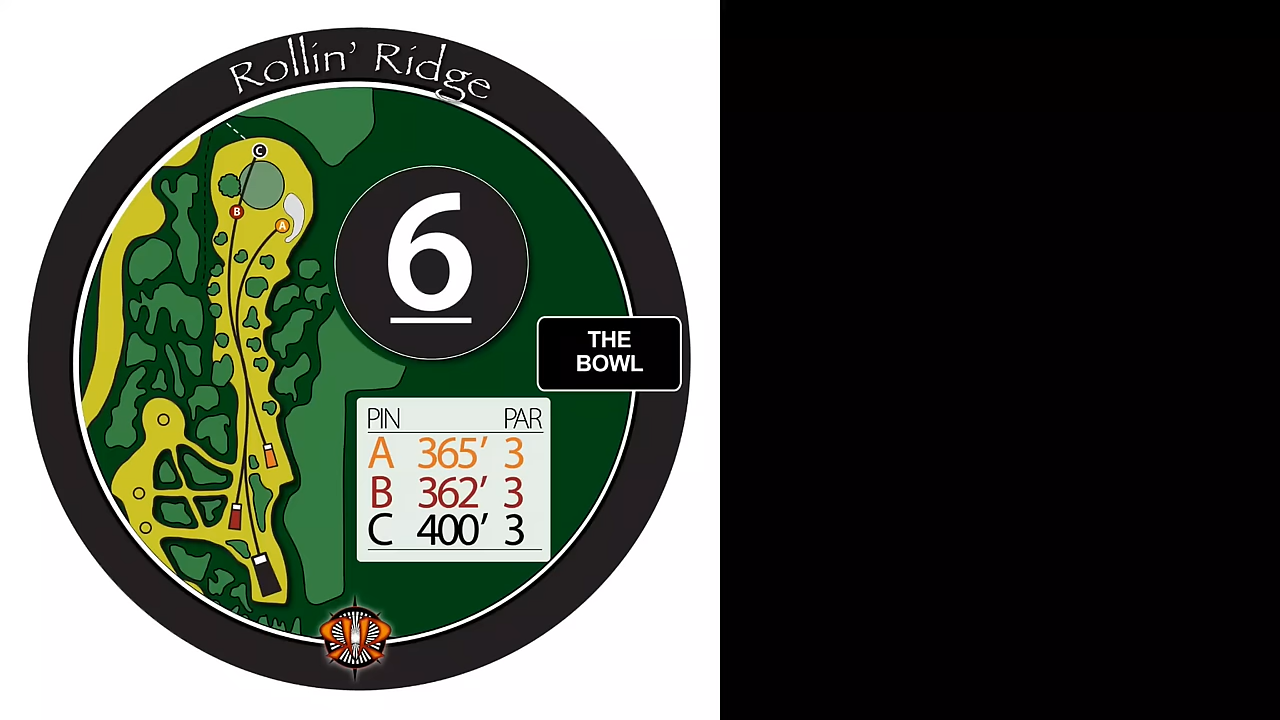 Rollin' Ridge
C
B
A
6
THE
BOWL
PIN PAR
A 365' 3
B 362' 3
C 400' 3